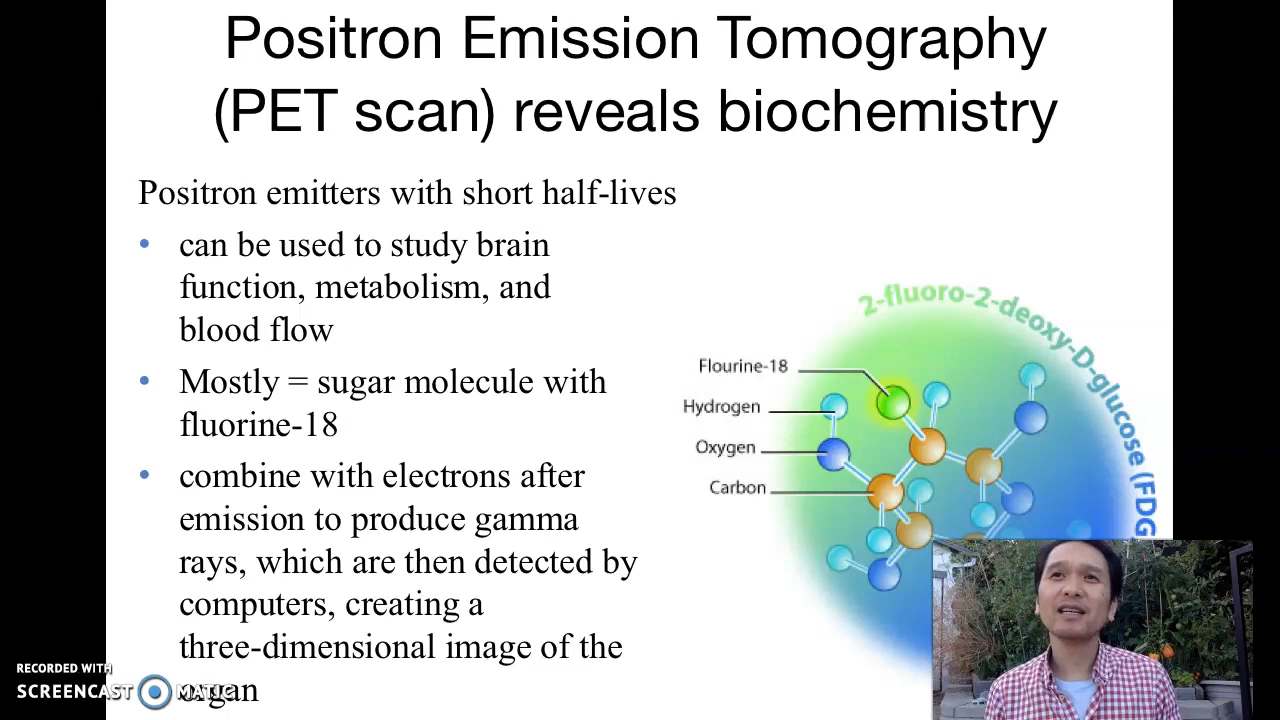 Positron Emission Tomography
(PET scan) reveals biochemistry
Positron emitters with short half-lives
• can be used to study brain
function, metabolism, and
blood flow
• Mostly = sugar molecule with
fluorine-18
• combine with electrons after
emission to produce gamma
rays, which are then detected by
computers, creating a
three-dimensional image of the
organ
2-fluoro-2-deoxy-D-glucose (FDG
Flourine-18
Hydrogen
Oxygen
Carbon
RECORDED WITH
SCREENCAST MATIC